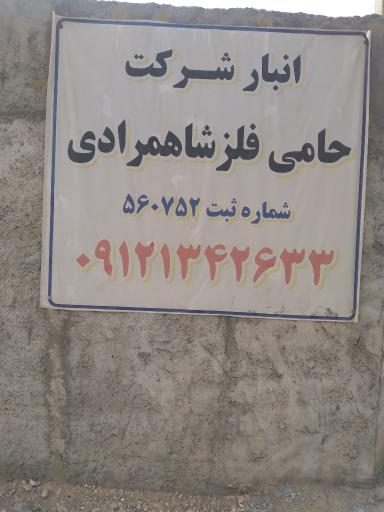 انبار شرکت
حامی فلز شاهمرادی
شماره ثبت ۵۶۰۷۵۲
۰۹۱۲۱۳۴۲۶۳۳